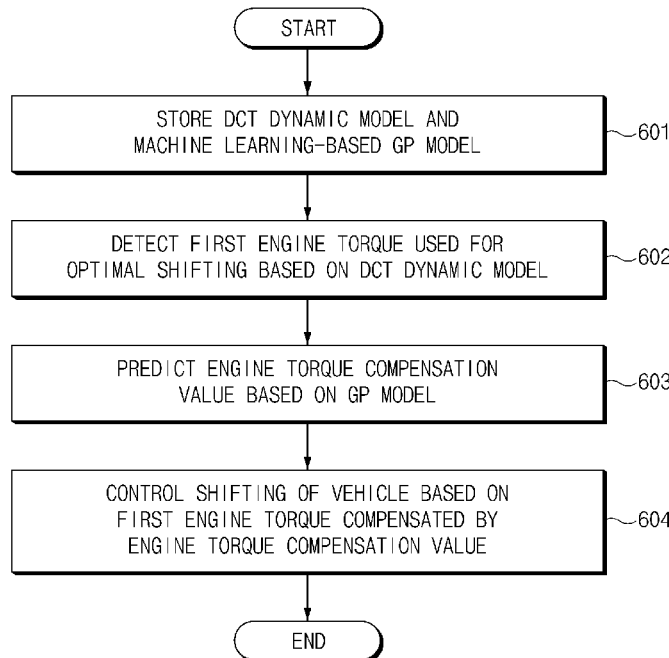 START
STORE DCT DYNAMIC MODEL AND
MACHINE LEARNING-BASED GP MODEL
601
DETECT FIRST ENGINE TORQUE USED FOR
OPTIMAL SHIFTING BASED ON DCT DYNAMIC MODEL
602
PREDICT ENGINE TORQUE COMPENSATION
VALUE BASED ON GP MODEL
603
CONTROL SHIFTING OF VEHICLE BASED ON
FIRST ENGINE TORQUE COMPENSATED BY
ENGINE TORQUE COMPENSATION VALUE
604
END